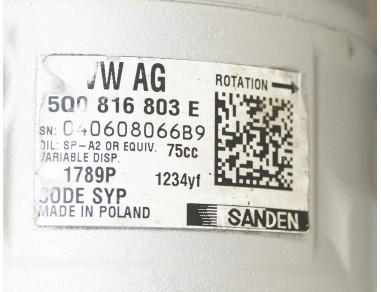 VW AG
ROTATION →
5Q0 816 803 E
SN: 040608066B9
OIL: SP-A2 OR EQUIV. 75cc
VARIABLE DISP.
1789P 1234yf
CODE SYP
MADE IN POLAND
SANDEN